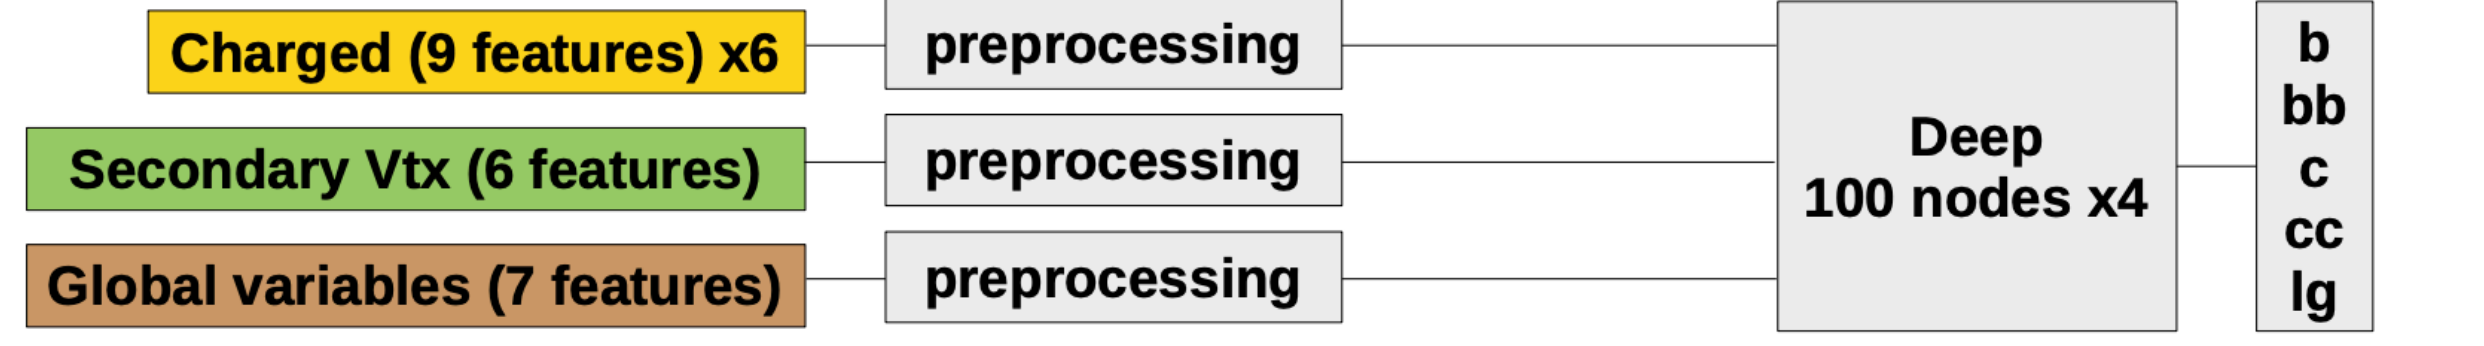 Charged (9 features) x6
preprocessing
Secondary Vtx (6 features)
preprocessing
Global variables (7 features)
preprocessing
Deep
100 nodes x4
b
bb
c
cc
lg